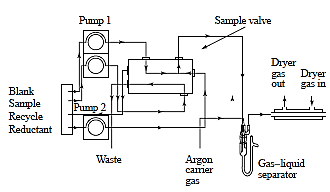 Pump 1
Sample valve
Dryer gas out
Dryer gas in
Blank
Sample
Recycle
Reductant
Pump 2
Waste
Argon carrier gas
Gas–liquid separator